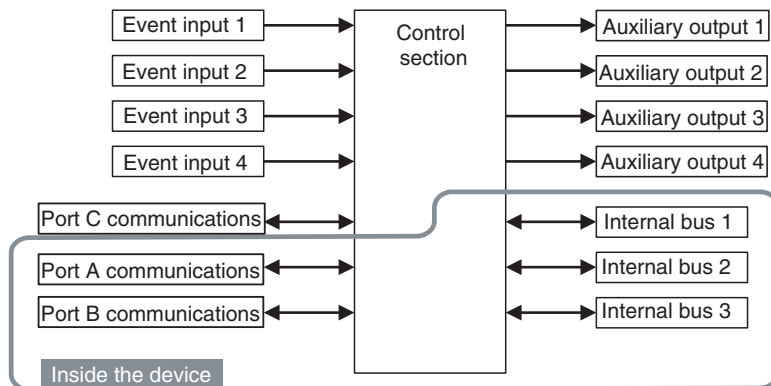 Event input 1
Event input 2
Event input 3
Event input 4
Port C communications
Port A communications
Port B communications
Control
section
Auxiliary output 1
Auxiliary output 2
Auxiliary output 3
Auxiliary output 4
Internal bus 1
Internal bus 2
Internal bus 3
Inside the device